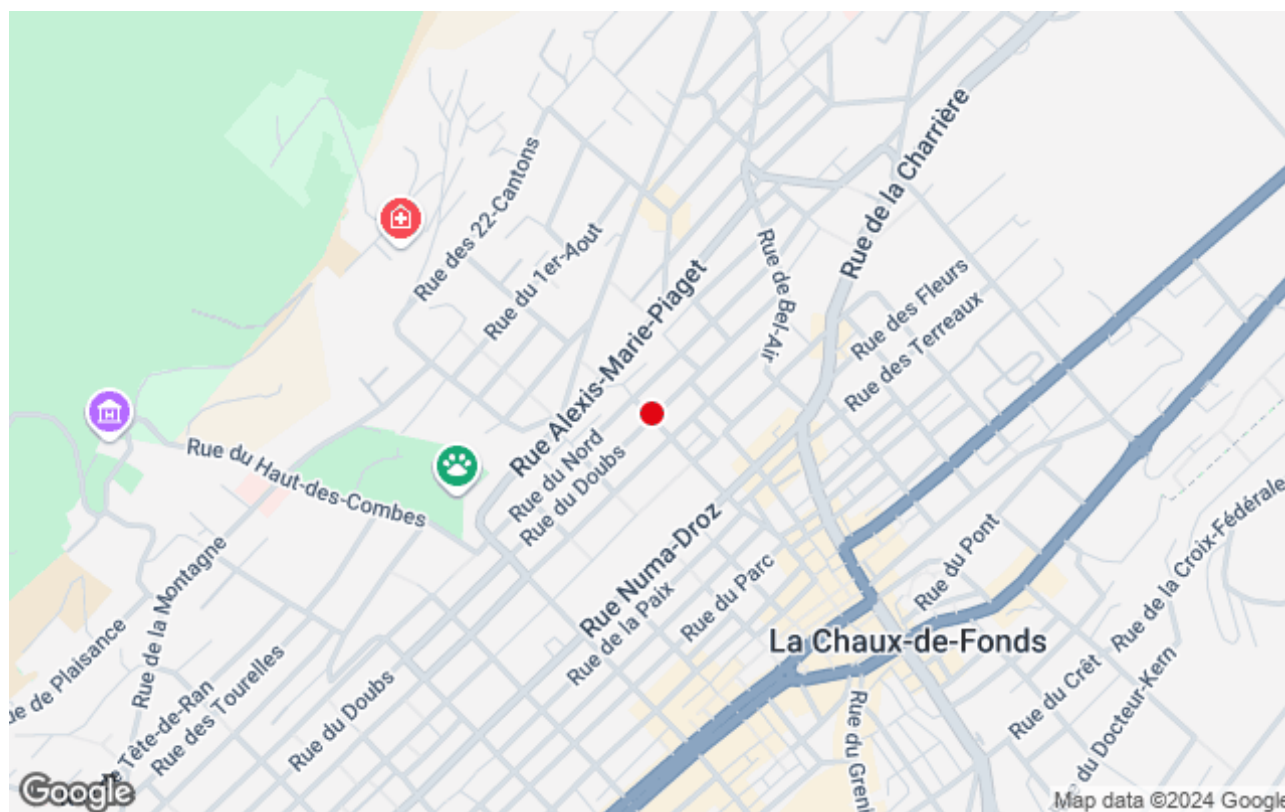 Rue de la Charrière
Rue des 22-Cantons
Rue du 1er-Aout
Rue Alexis-Marie-Piaget
Rue de Bel-Air
Rue des Fleurs
Rue des Terreaux
Rue du Haut-des-Combes
Rue du Nord
Rue du Doubs
Rue Numa-Droz
Rue de la Paix
Rue du Parc
Rue du Pont
Rue de la Croix-Fédérale
La Chaux-de-Fonds
ue de Plaisance
Rue de la Montagne
Tête-de-Ran
Rue des Tourelles
Rue du Doubs
Rue du Crêt
du Docteur-Kern
Rue du Greni
Google
Map data ©2024 Google